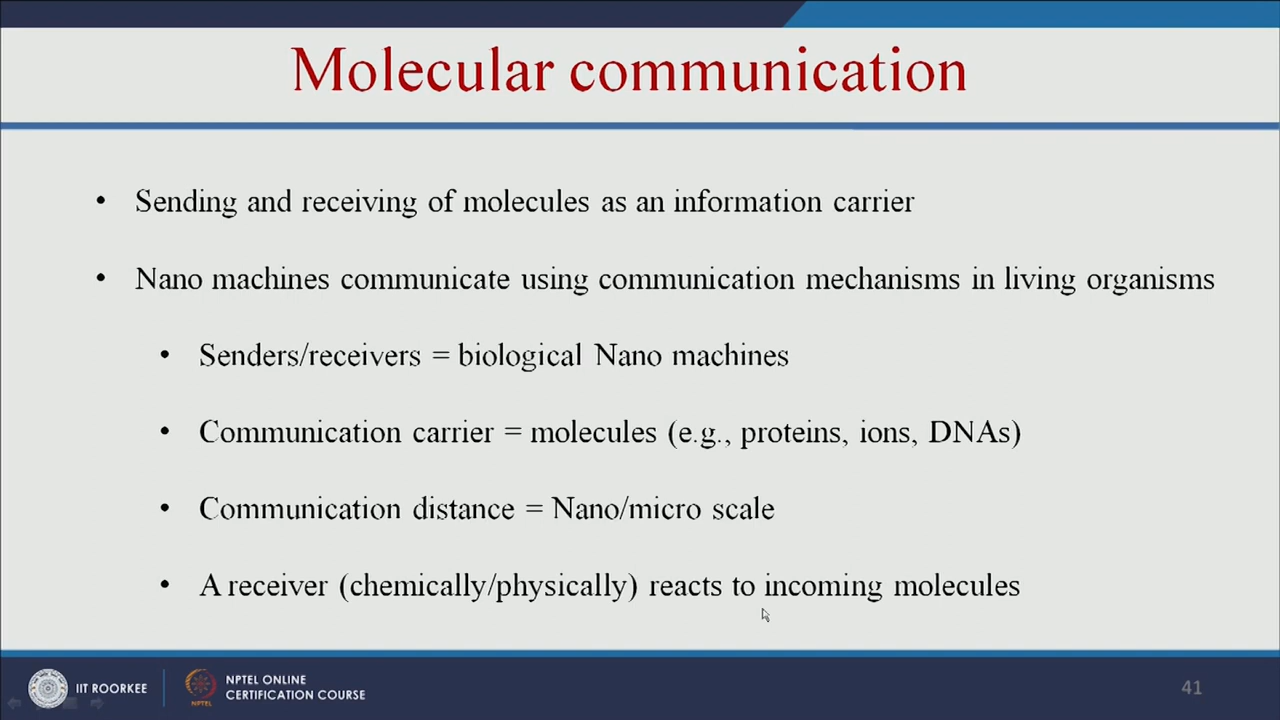 Molecular communication
• Sending and receiving of molecules as an information carrier
• Nano machines communicate using communication mechanisms in living organisms
• Senders/receivers = biological Nano machines
• Communication carrier = molecules (e.g., proteins, ions, DNAs)
• Communication distance = Nano/micro scale
• A receiver (chemically/physically) reacts to incoming molecules
IIT ROORKEE
NPTEL
NPTEL ONLINE
CERTIFICATION COURSE
41